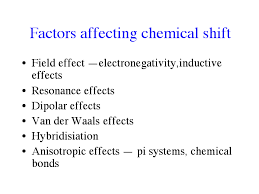 Factors affecting chemical shift
• Field effect —electronegativity,inductive
effects
• Resonance effects
• Dipolar effects
• Van der Waals effects
• Hybridisiation
• Anisotropic effects — pi systems, chemical
bonds